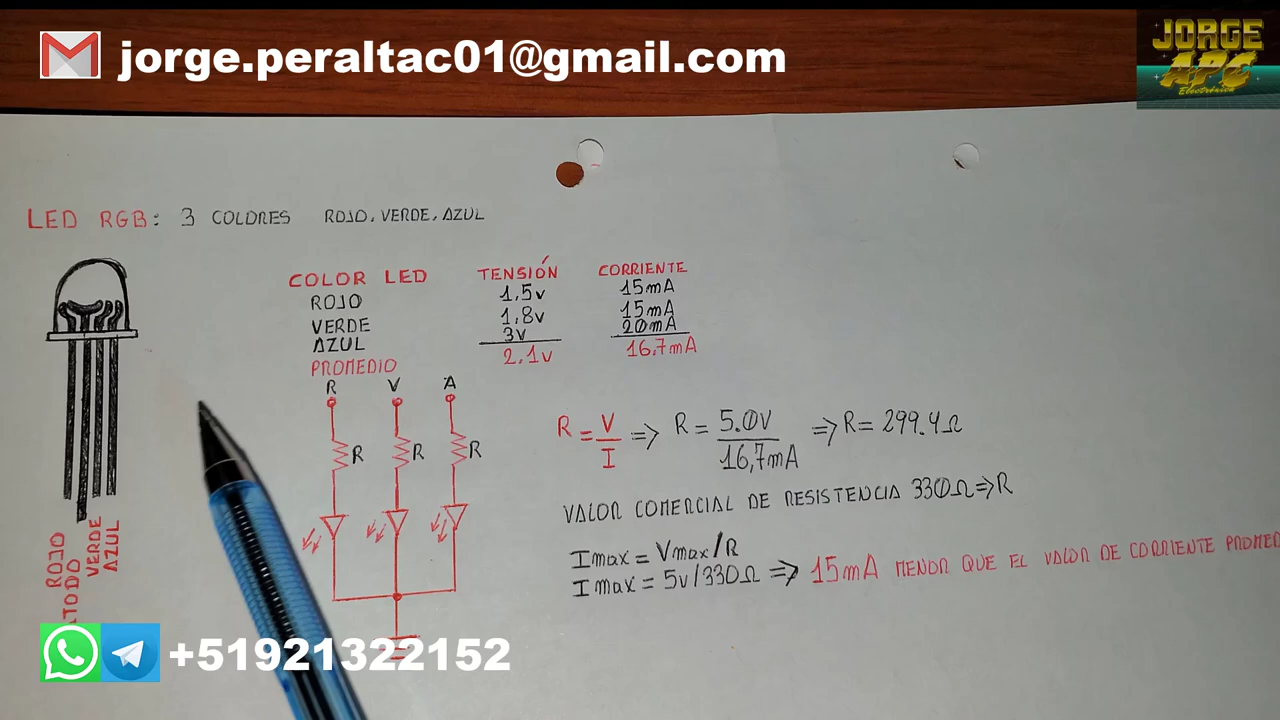 jorge.peraltac01@gmail.com
JORGE
APC
Electrónica
LED RGB: 3 COLORES ROJO, VERDE, AZUL
COLOR LED TENSIÓN CORRIENTE
ROJO 1,5v 15mA
VERDE 1,8v 15mA
AZUL 3v 20mA
PROMEDIO 2.1v 16,7mA
R V A
R R R
R = V/I => R = 5.0V/16,7mA => R = 299.4Ω
VALOR COMERCIAL DE RESISTENCIA 330Ω => R
Imax = Vmax/R
Imax = 5v/330Ω => 15mA MENOR QUE EL VALOR DE CORRIENTE PROMED
ROJO
TODO
VERDE
AZUL
+51921322152